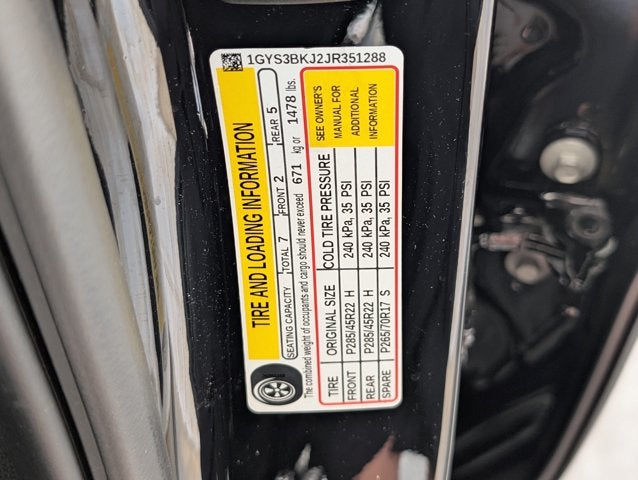 1GYS3BKJ2JR351288
TIRE AND LOADING INFORMATION
SEATING CAPACITY TOTAL 7 FRONT 2 REAR 5
The combined weight of occupants and cargo should never exceed 671 kg or 1478 lbs.
TIRE ORIGINAL SIZE COLD TIRE PRESSURE
FRONT P285/45R22 H 240 kPa, 35 PSI
REAR P285/45R22 H 240 kPa, 35 PSI
SPARE P265/70R17 S 240 kPa, 35 PSI
SEE OWNER'S
MANUAL FOR
ADDITIONAL
INFORMATION